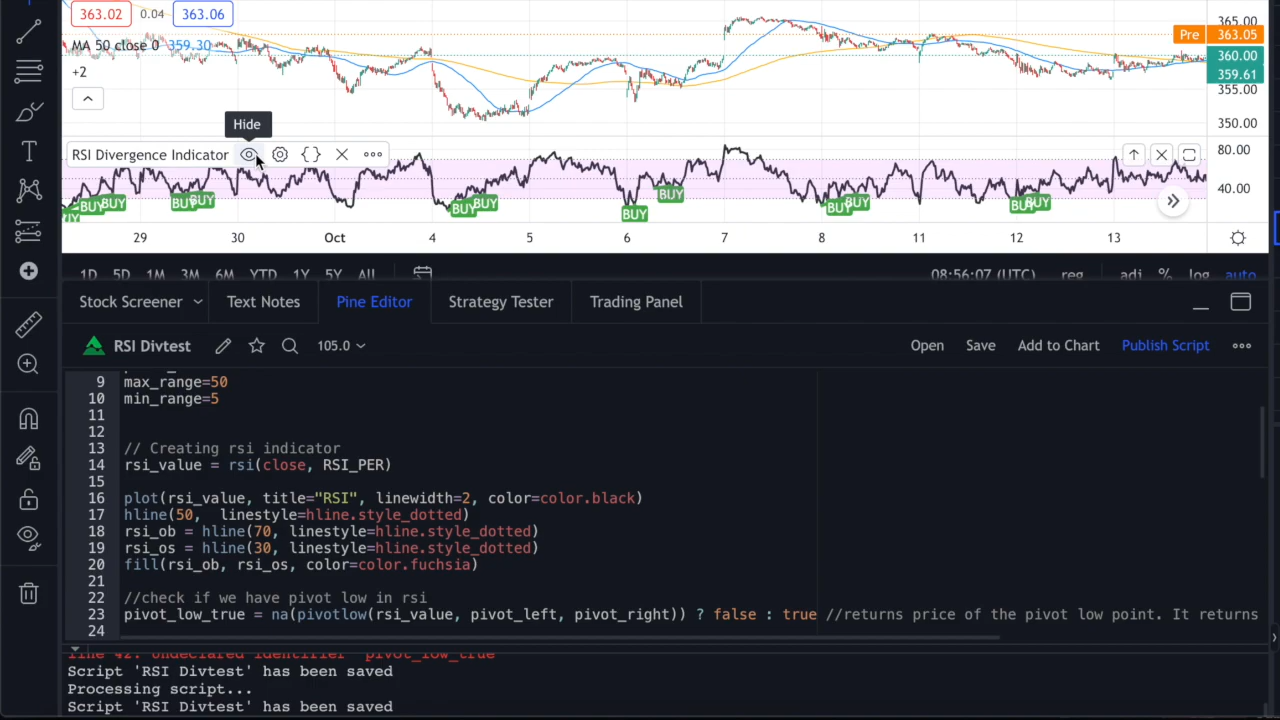 363.02 0.04 363.06
MA 50 close 0 359.30
+2
365.00
Pre 363.05
360.00
359.61
355.00
350.00
Hide
RSI Divergence Indicator
80.00
40.00
BUY BUY BUY BUY BUY BUY BUY BUY BUY BUY BUY BUY
29 30 Oct 4 5 6 7 8 11 12 13
1D 5D 1M 3M 6M YTD 1Y 5Y All 08:56:07 (UTC) reg adj % log auto
Stock Screener Text Notes Pine Editor Strategy Tester Trading Panel
RSI Divtest 105.0 Open Save Add to Chart Publish Script
9 max_range=50
10 min_range=5
11
12
13 // Creating rsi indicator
14 rsi_value = rsi(close, RSI_PER)
15
16 plot(rsi_value, title="RSI", linewidth=2, color=color.black)
17 hline(50,  linestyle=hline.style_dotted)
18 rsi_ob = hline(70, linestyle=hline.style_dotted)
19 rsi_os = hline(30, linestyle=hline.style_dotted)
20 fill(rsi_ob, rsi_os, color=color.fuchsia)
21
22 //check if we have pivot low in rsi
23 pivot_low_true = na(pivotlow(rsi_value, pivot_left, pivot_right)) ? false : true //returns price of the pivot low point. It returns
24
line 42: Undeclared identifier 'pivot_low_true'
Script 'RSI Divtest' has been saved
Processing script...
Script 'RSI Divtest' has been saved